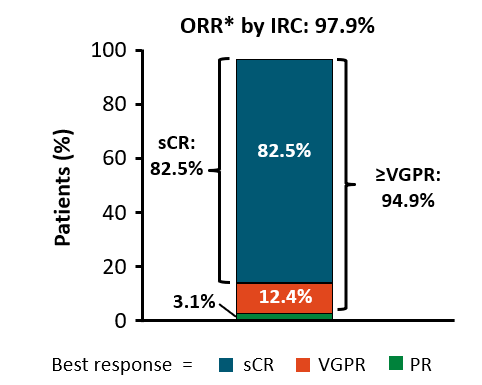 ORR* by IRC: 97.9%
100
80
60
40
20
0
Patients (%)
sCR:
82.5%
82.5%
≥VGPR:
94.9%
12.4%
3.1%
Best response = sCR VGPR PR